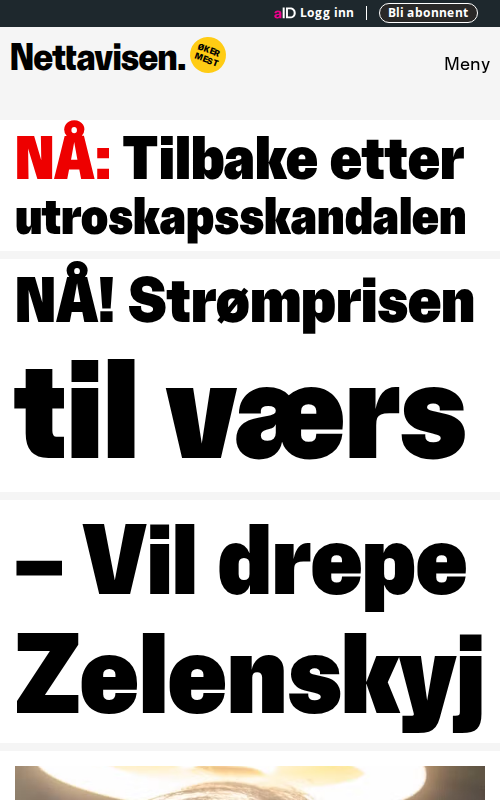 aID Logg inn
Bli abonnent
Nettavisen.
ØKER
MEST
Meny
NÅ: Tilbake etter
utroskapsskandalen
NÅ! Strømprisen
til værs
– Vil drepe
Zelenskyj